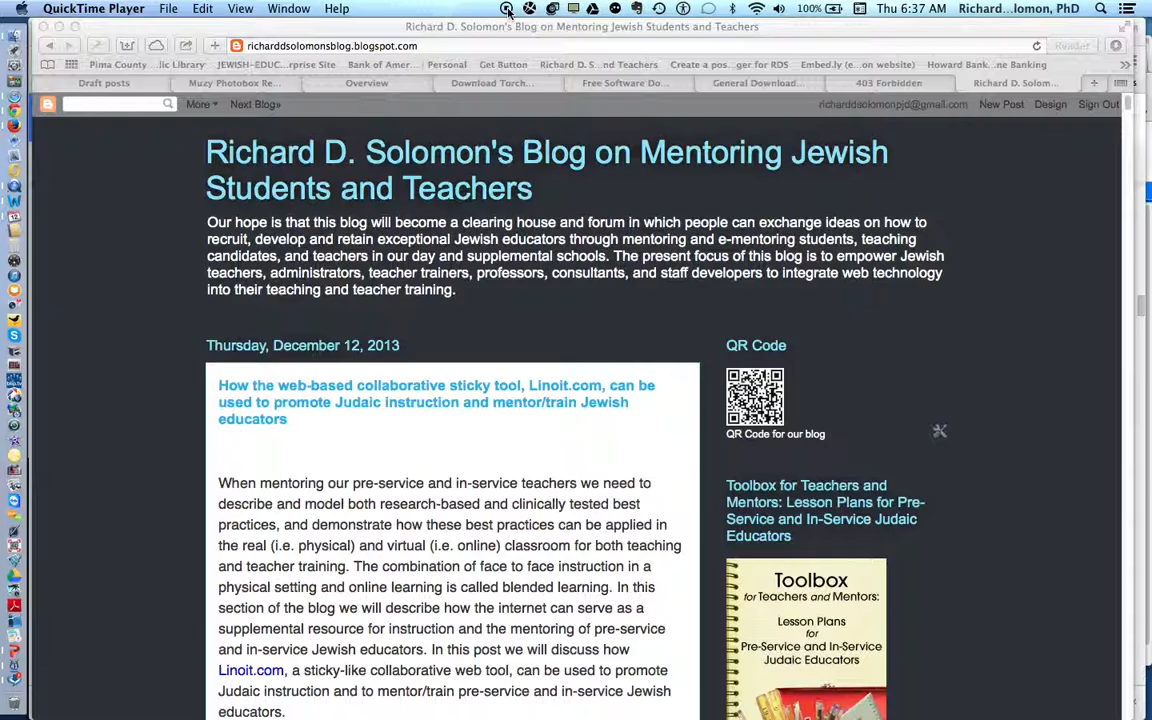 QuickTime Player File Edit View Window Help 100% Thu 6:37 AM Richard...lomon, PhD
Richard D. Solomon's Blog on Mentoring Jewish Students and Teachers
richarddsolomonsblog.blogspot.com Reader
Pima County ...lic Library JEWISH–EDUC...rprise Site Bank of Amer... Personal Get Button Richard D. S...nd Teachers Create a pos...ger for RDS Embed.ly (e...on website) Howard Bank...ne Banking
Draft posts Muzy Photobox Re... Overview Download Torch... Free Software Do... General Download... 403 Forbidden Richard D. Solom...
More Next Blog» richarddsolomonpjd@gmail.com New Post Design Sign Out
Richard D. Solomon's Blog on Mentoring Jewish
Students and Teachers
Our hope is that this blog will become a clearing house and forum in which people can exchange ideas on how to
recruit, develop and retain exceptional Jewish educators through mentoring and e-mentoring students, teaching
candidates, and teachers in our day and supplemental schools. The present focus of this blog is to empower Jewish
teachers, administrators, teacher trainers, professors, consultants, and staff developers to integrate web technology
into their teaching and teacher training.
Thursday, December 12, 2013
How the web-based collaborative sticky tool, Linoit.com, can be
used to promote Judaic instruction and mentor/train Jewish
educators
When mentoring our pre-service and in-service teachers we need to
describe and model both research-based and clinically tested best
practices, and demonstrate how these best practices can be applied in
the real (i.e. physical) and virtual (i.e. online) classroom for both teaching
and teacher training. The combination of face to face instruction in a
physical setting and online learning is called blended learning. In this
section of the blog we will describe how the internet can serve as a
supplemental resource for instruction and the mentoring of pre-service
and in-service Jewish educators. In this post we will discuss how
Linoit.com, a sticky-like collaborative web tool, can be used to promote
Judaic instruction and to mentor/train pre-service and in-service Jewish
educators.
QR Code
QR Code for our blog
Toolbox for Teachers and
Mentors: Lesson Plans for Pre-
Service and In-Service Judaic
Educators
Toolbox
for Teachers and Mentors:
Lesson Plans
for
Pre-Service and In-Service
Judaic Educators